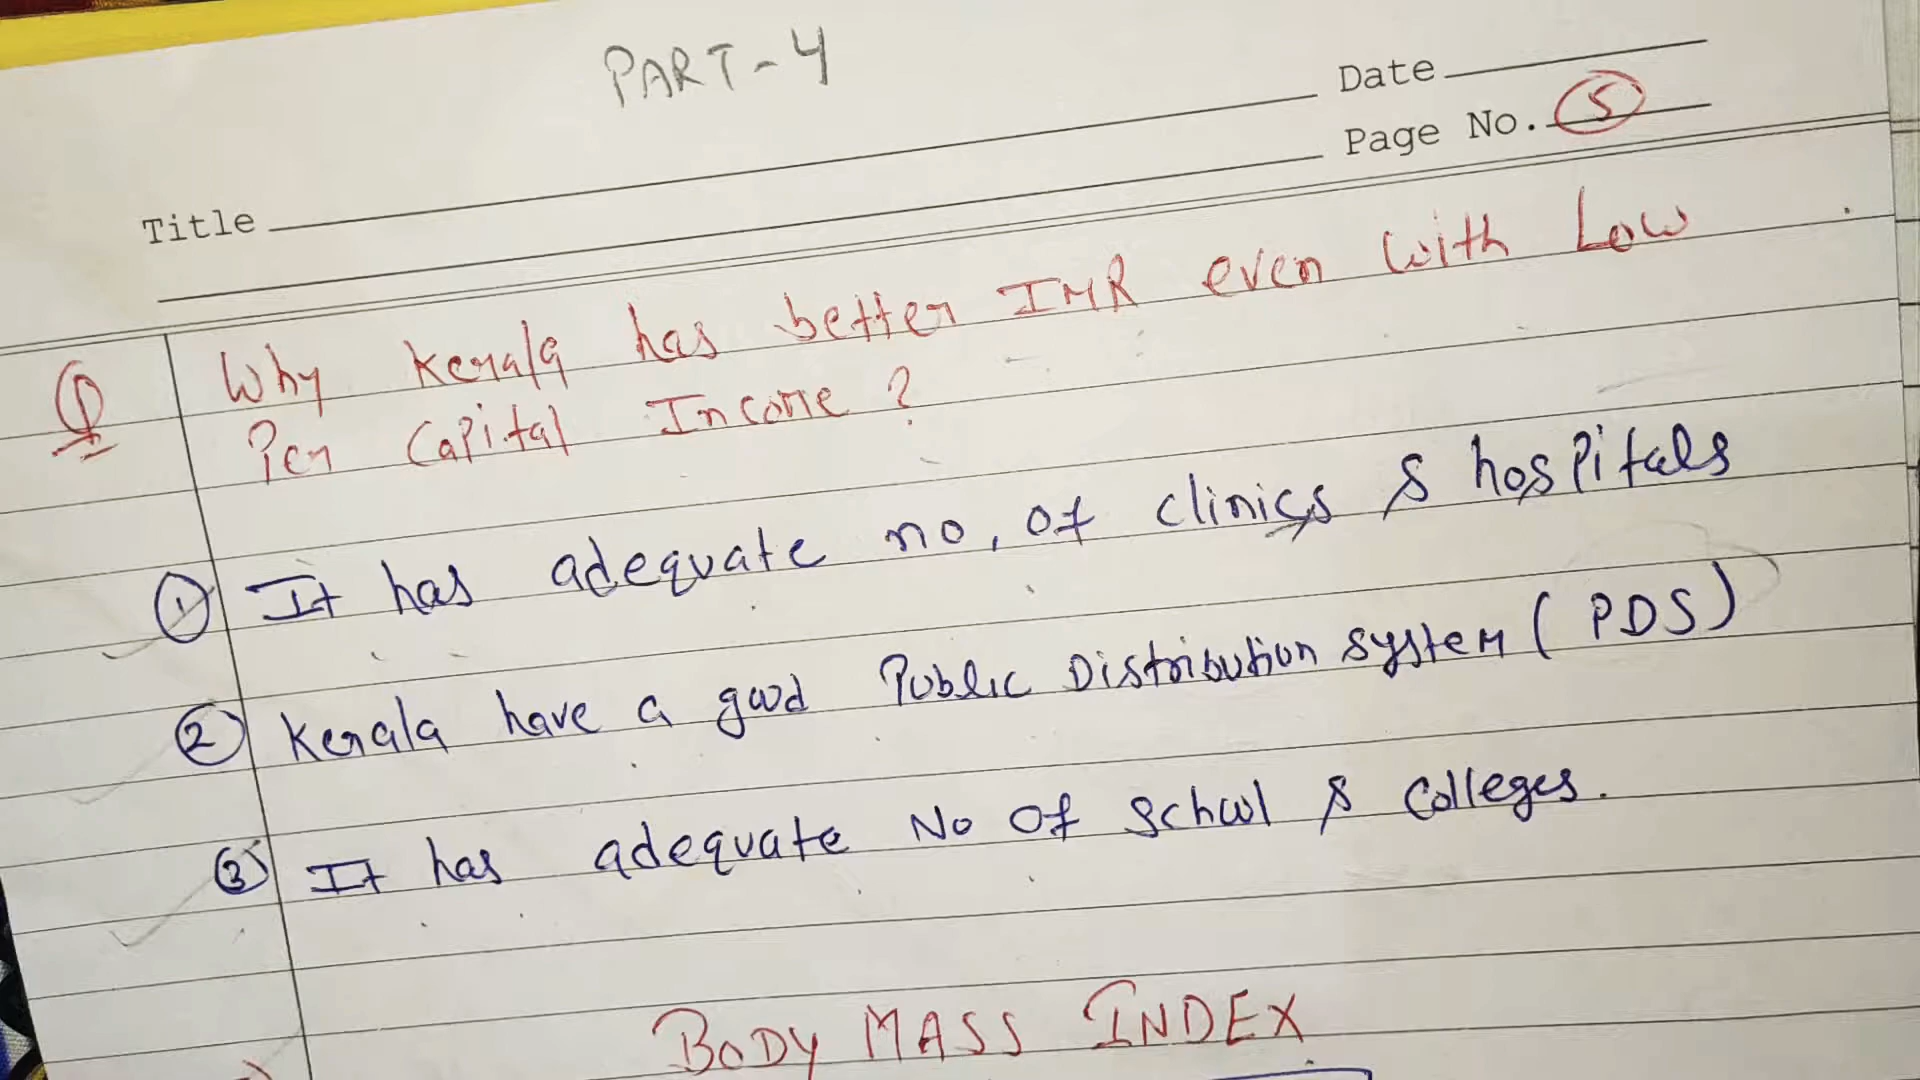 PART-4
Date
Page No. 5
Title
Q Why Kerala has better IMR even with Low
Per Capital Income ?
① It has adequate no. of clinics & hospitals
② Kerala have a good Public Distribution system ( PDS )
③ It has adequate No Of school & Colleges.
BODY MASS INDEX